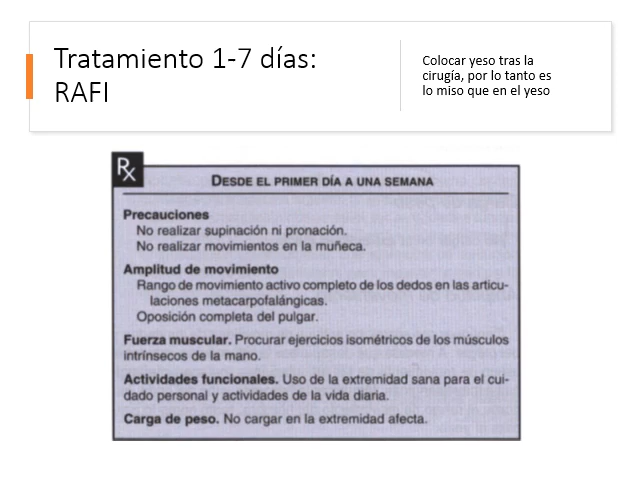 Tratamiento 1-7 días:
RAFI
Colocar yeso tras la
cirugía, por lo tanto es
lo miso que en el yeso
Rx
DESDE EL PRIMER DÍA A UNA SEMANA
Precauciones
No realizar supinación ni pronación.
No realizar movimientos en la muñeca.
Amplitud de movimiento
Rango de movimiento activo completo de los dedos en las articu-
laciones metacarpofalángicas.
Oposición completa del pulgar.
Fuerza muscular. Procurar ejercicios isométricos de los músculos
intrínsecos de la mano.
Actividades funcionales. Uso de la extremidad sana para el cui-
dado personal y actividades de la vida diaria.
Carga de peso. No cargar en la extremidad afecta.